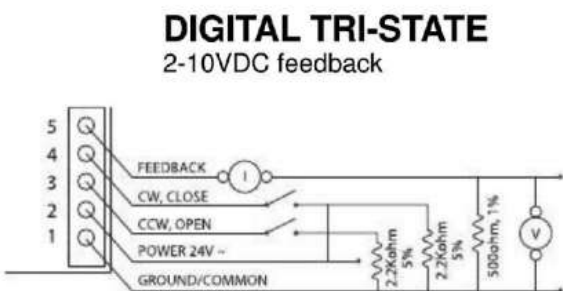 DIGITAL TRI-STATE
2-10VDC feedback
5
4
3
2
1
FEEDBACK
I
CW, CLOSE
CCW, OPEN
POWER 24V ~
GROUND/COMMON
2.2Kohm
5%
2.2Kohm
5%
500ohm, 1%
V